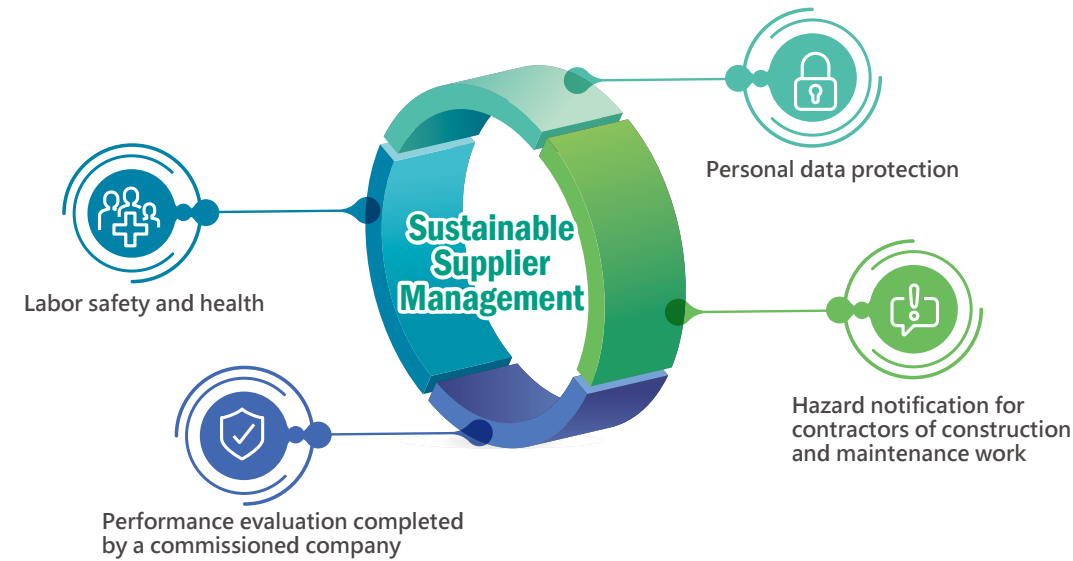 Personal data protection
Sustainable
Supplier
Management
Labor safety and health
Hazard notification for
contractors of construction
and maintenance work
Performance evaluation completed
by a commissioned company